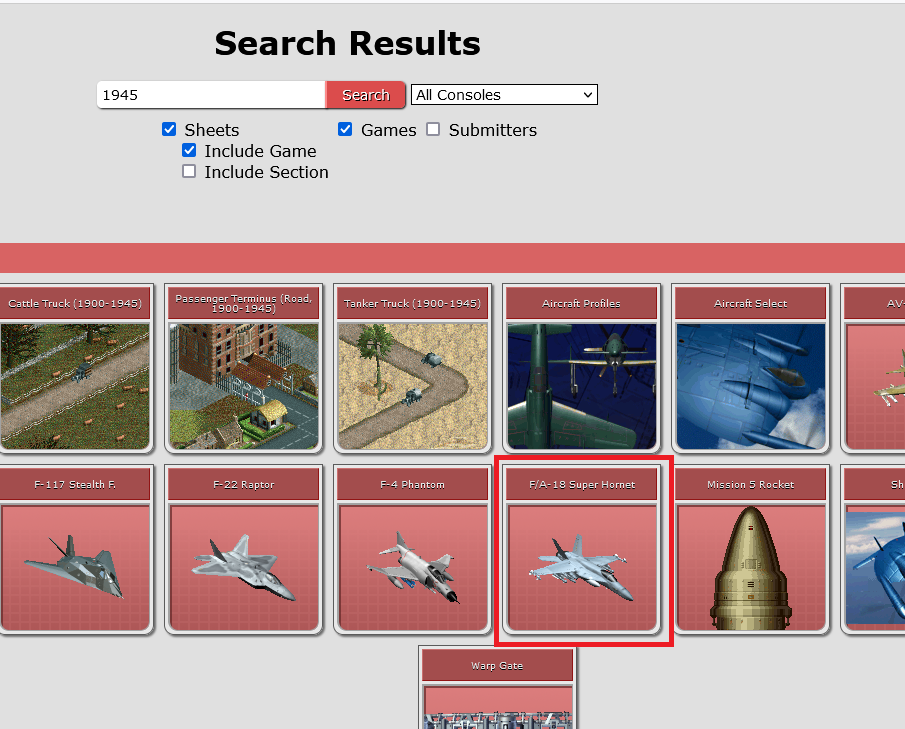 Search Results
1945
Search
All Consoles
Sheets
Games
Submitters
Include Game
Include Section
Cattle Truck (1900-1945)
Passenger Terminus (Road,
1900-1945)
Tanker Truck (1900-1945)
Aircraft Profiles
Aircraft Select
AV-
F-117 Stealth F.
F-22 Raptor
F-4 Phantom
F/A-18 Super Hornet
Mission 5 Rocket
Sh
Warp Gate